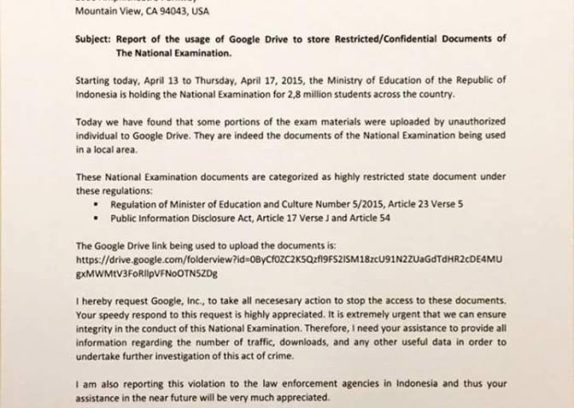 Mountain View, CA 94043, USA
Subject: Report of the usage of Google Drive to store Restricted/Confidential Documents of
The National Examination.
Starting today, April 13 to Thursday, April 17, 2015, the Ministry of Education of the Republic of
Indonesia is holding the National Examination for 2,8 million students across the country.
Today we have found that some portions of the exam materials were uploaded by unauthorized
individual to Google Drive. They are indeed the documents of the National Examination being used
in a local area.
These National Examination documents are categorized as highly restricted state document under
these regulations:
• Regulation of Minister of Education and Culture Number 5/2015, Article 23 Verse 5
• Public Information Disclosure Act, Article 17 Verse J and Article 54
The Google Drive link being used to upload the documents is:
https://drive.google.com/folderview?id=0ByCf0ZC2K5Qzfl9FS2lSM18zcU91N2ZUaGdTdHR2cDE4MU
gxMWMtV3FoRllpVFNoOTN5ZDg
I hereby request Google, Inc., to take all necesesary action to stop the access to these documents.
Your speedy respond to this request is highly appreciated. It is extremely urgent that we can ensure
integrity in the conduct of this National Examination. Therefore, I need your assistance to provide all
information regarding the number of traffic, downloads, and any other useful data in order to
undertake further investigation of this act of crime.
I am also reporting this violation to the law enforcement agencies in Indonesia and thus your
assistance in the near future will be very much appreciated.